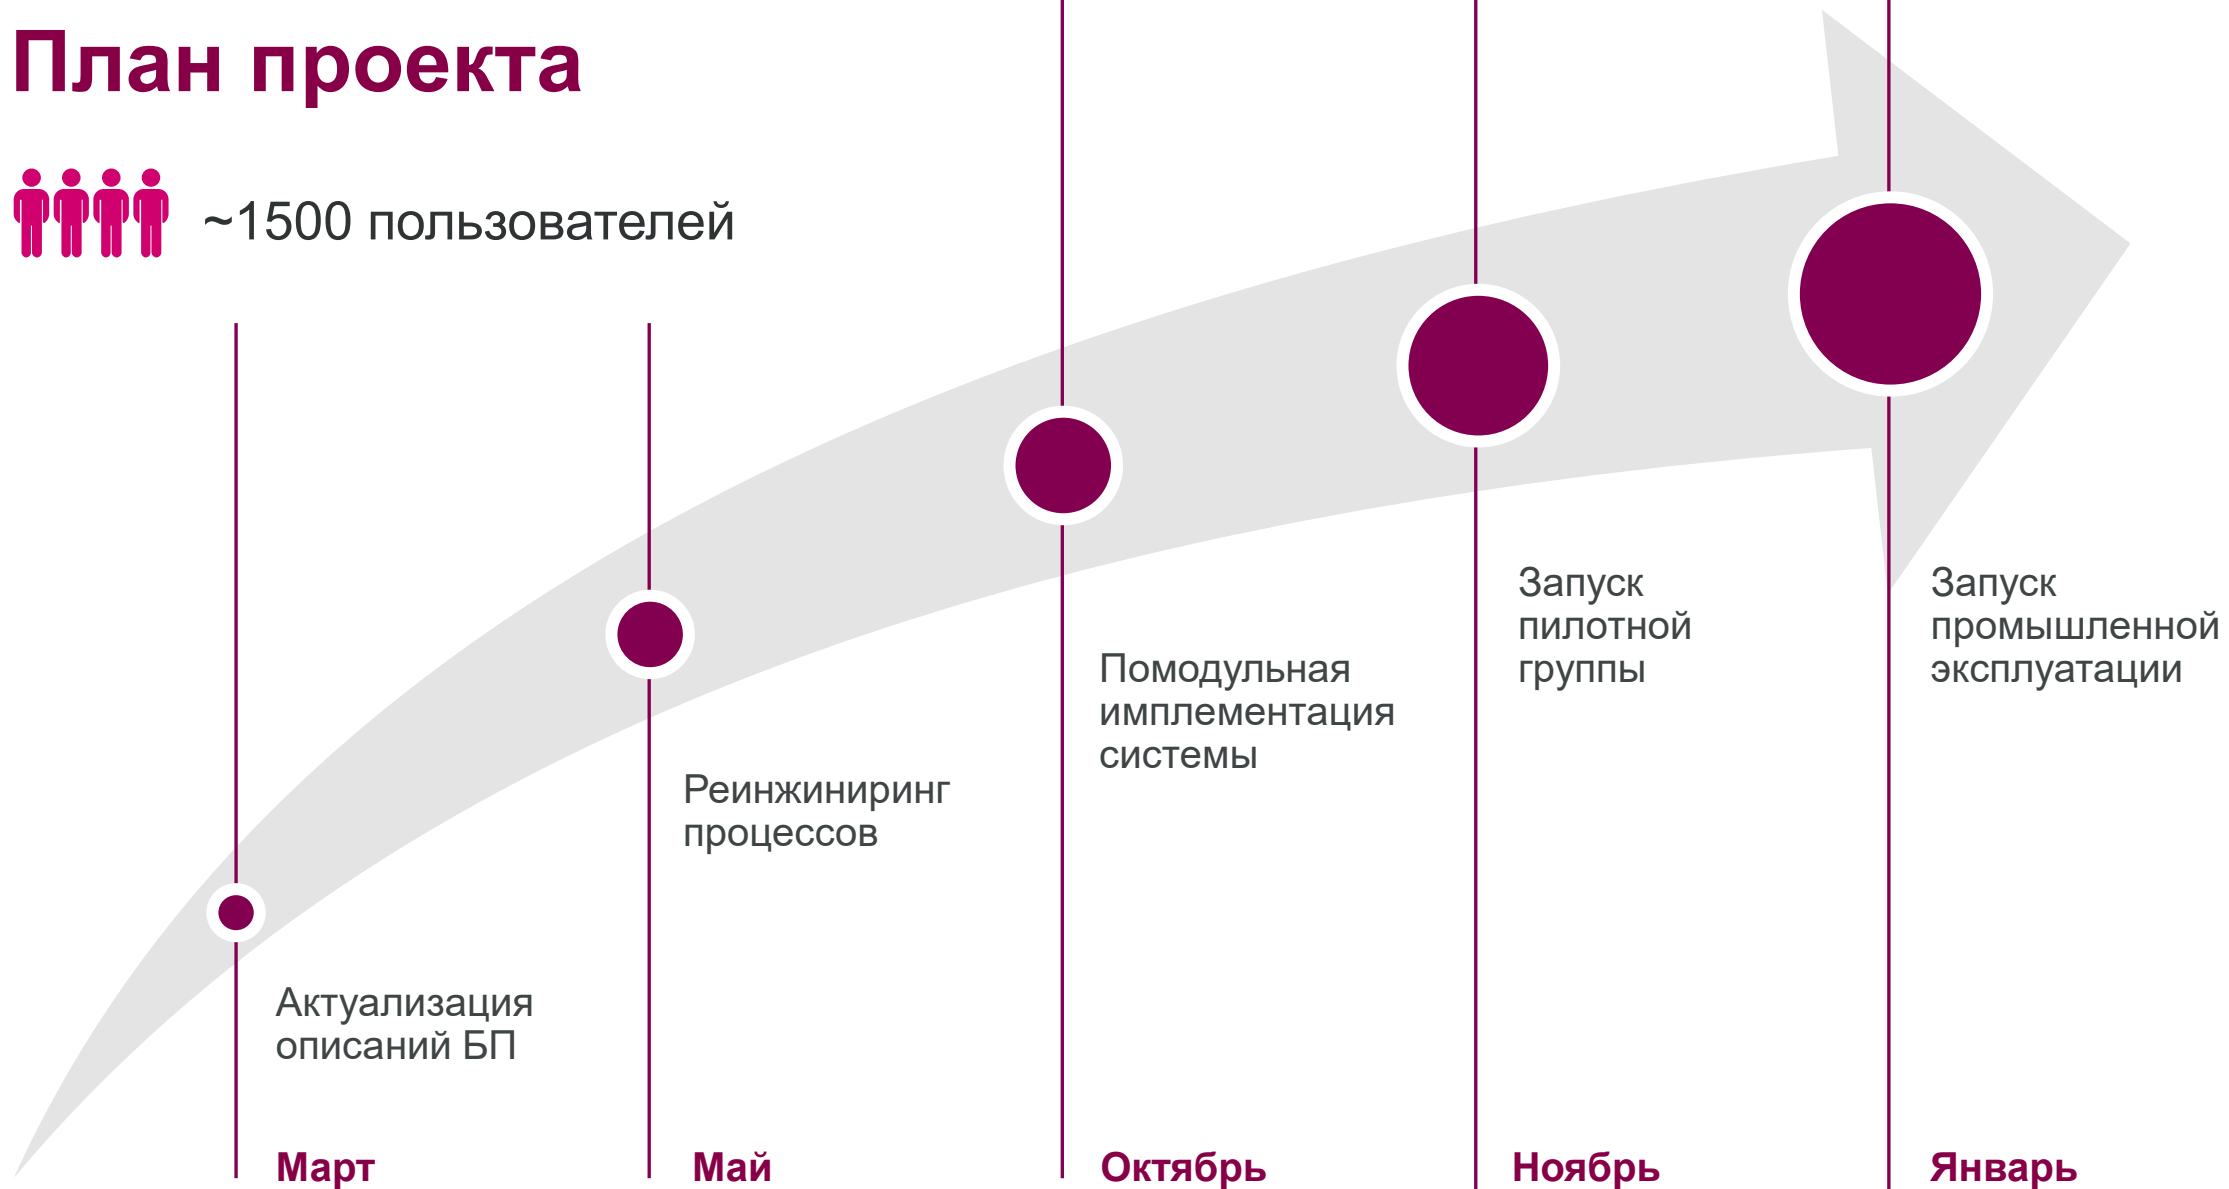 План проекта
~1500 пользователей
Запуск
пилотной
группы
Запуск
промышленной
эксплуатации
Помодульная
имплементация
системы
Реинжиниринг
процессов
Актуализация
описаний БП
Март
Май
Октябрь
Ноябрь
Январь